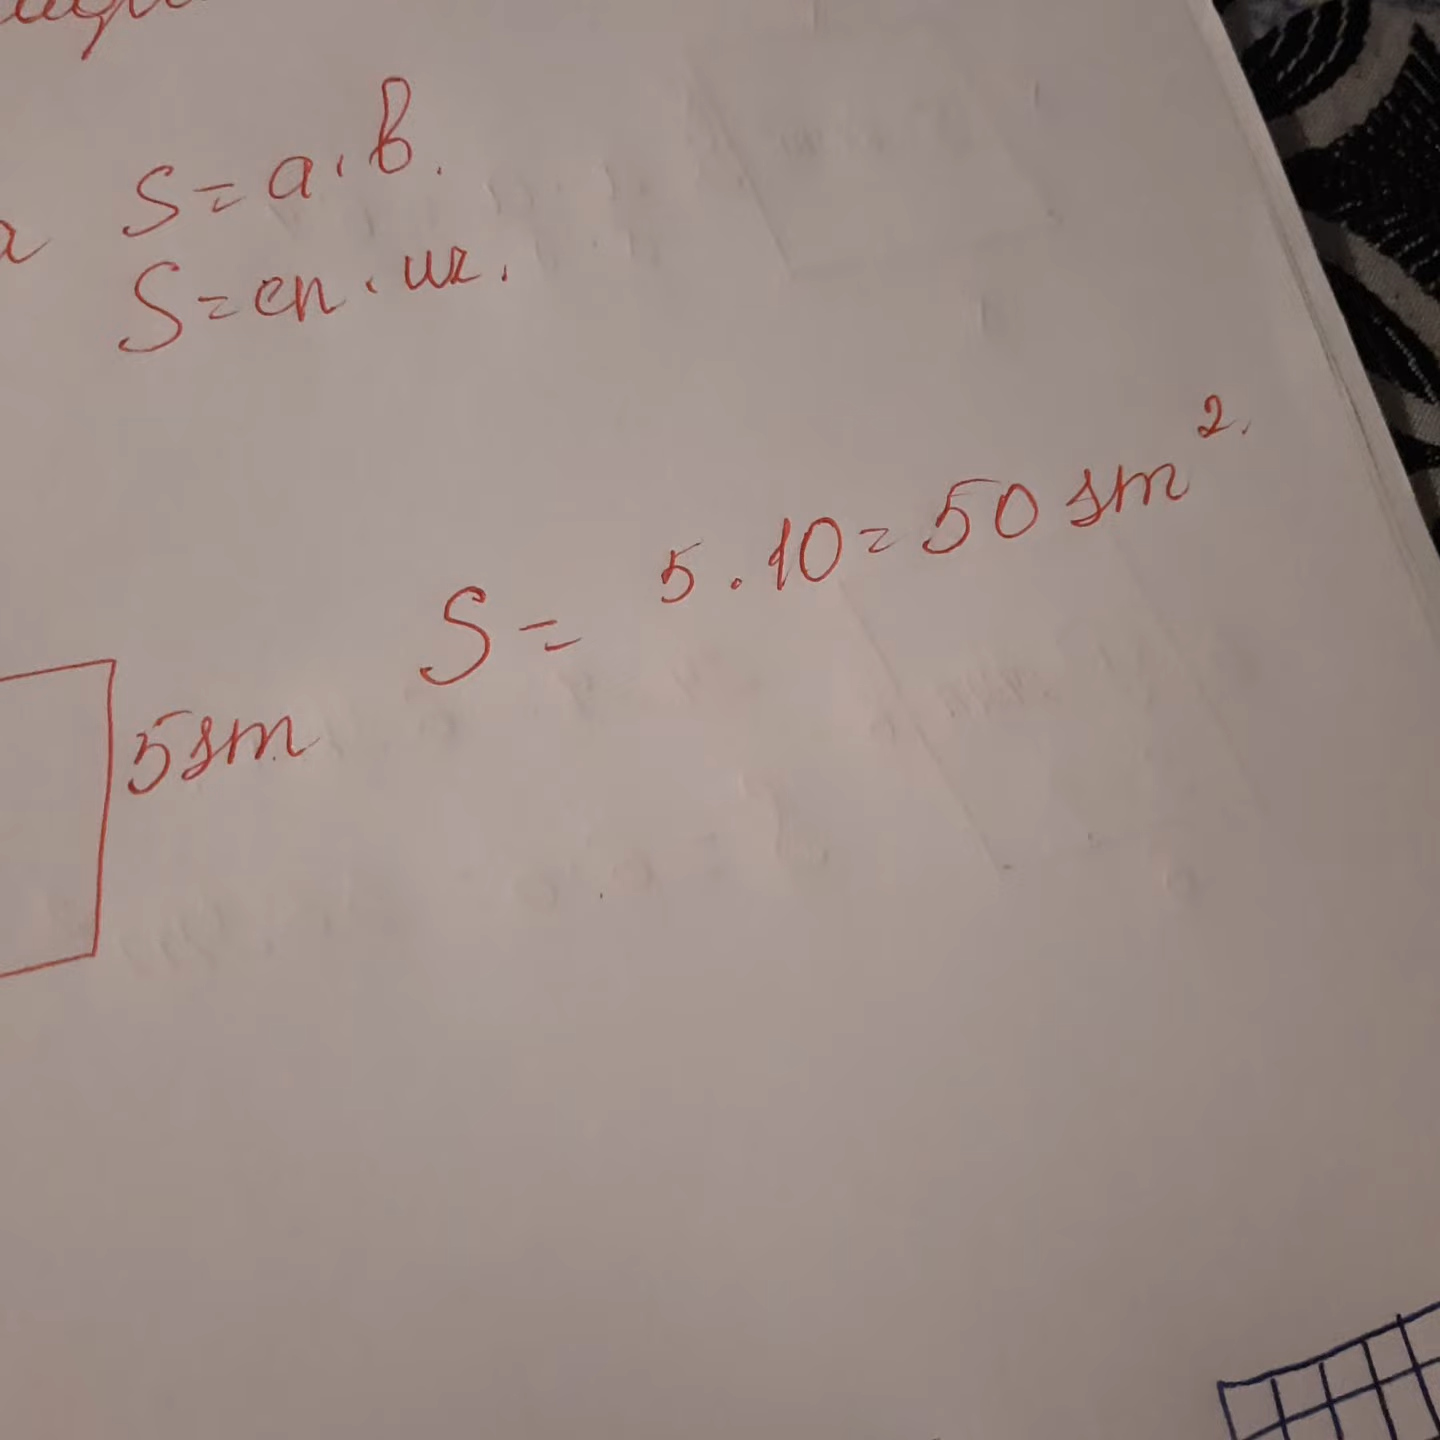 S = a · b.
S = en · uz.
S = 5 · 10 = 50 sm².
5sm